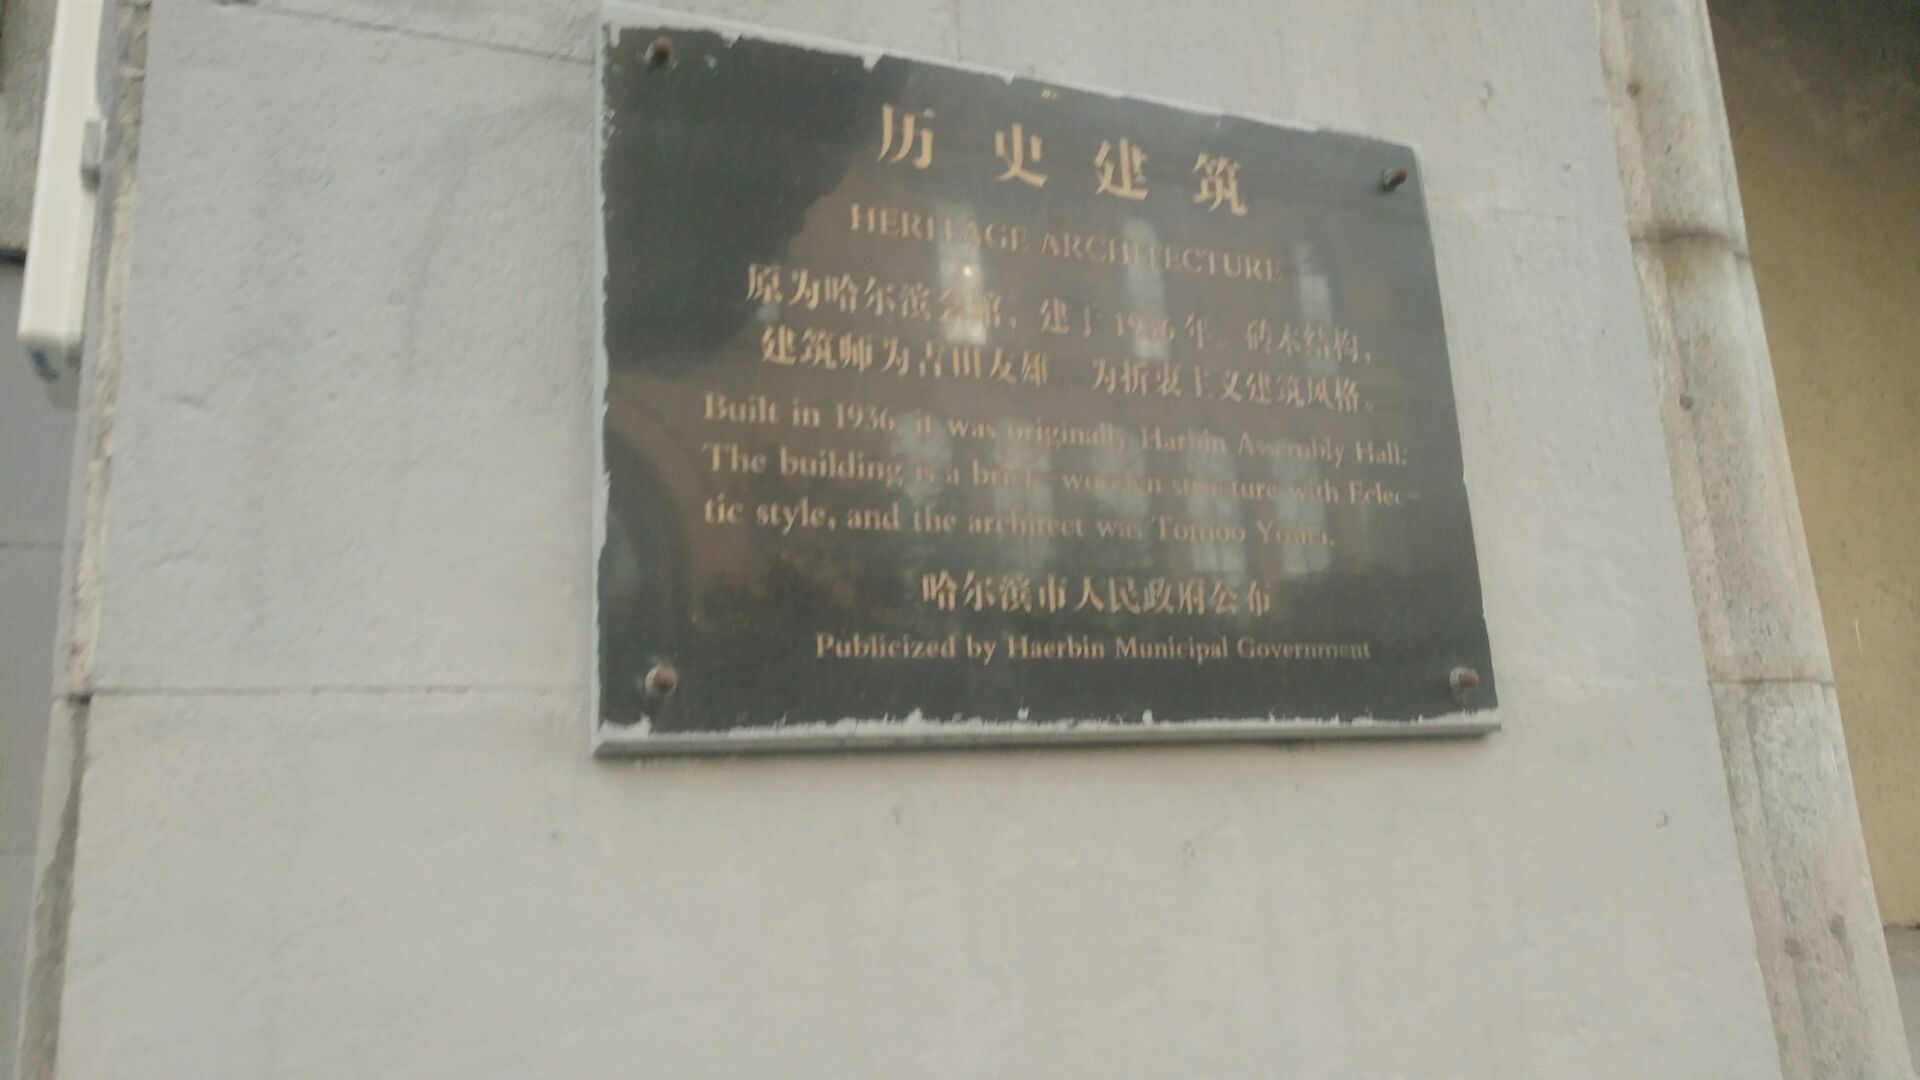 历史建筑
HERITAGE ARCHITECTURE
原为哈尔滨会馆，建于1936年。砖木结构，
建筑师为吉田友雄，为折衷主义建筑风格。
Built in 1936, it was originally Harbin Assembly Hall.
The building is a brick-wooden structure with Eclec-
tic style, and the architect was Tomoo
哈尔滨市人民政府公布
Publicized by Haerbin Municipal Government